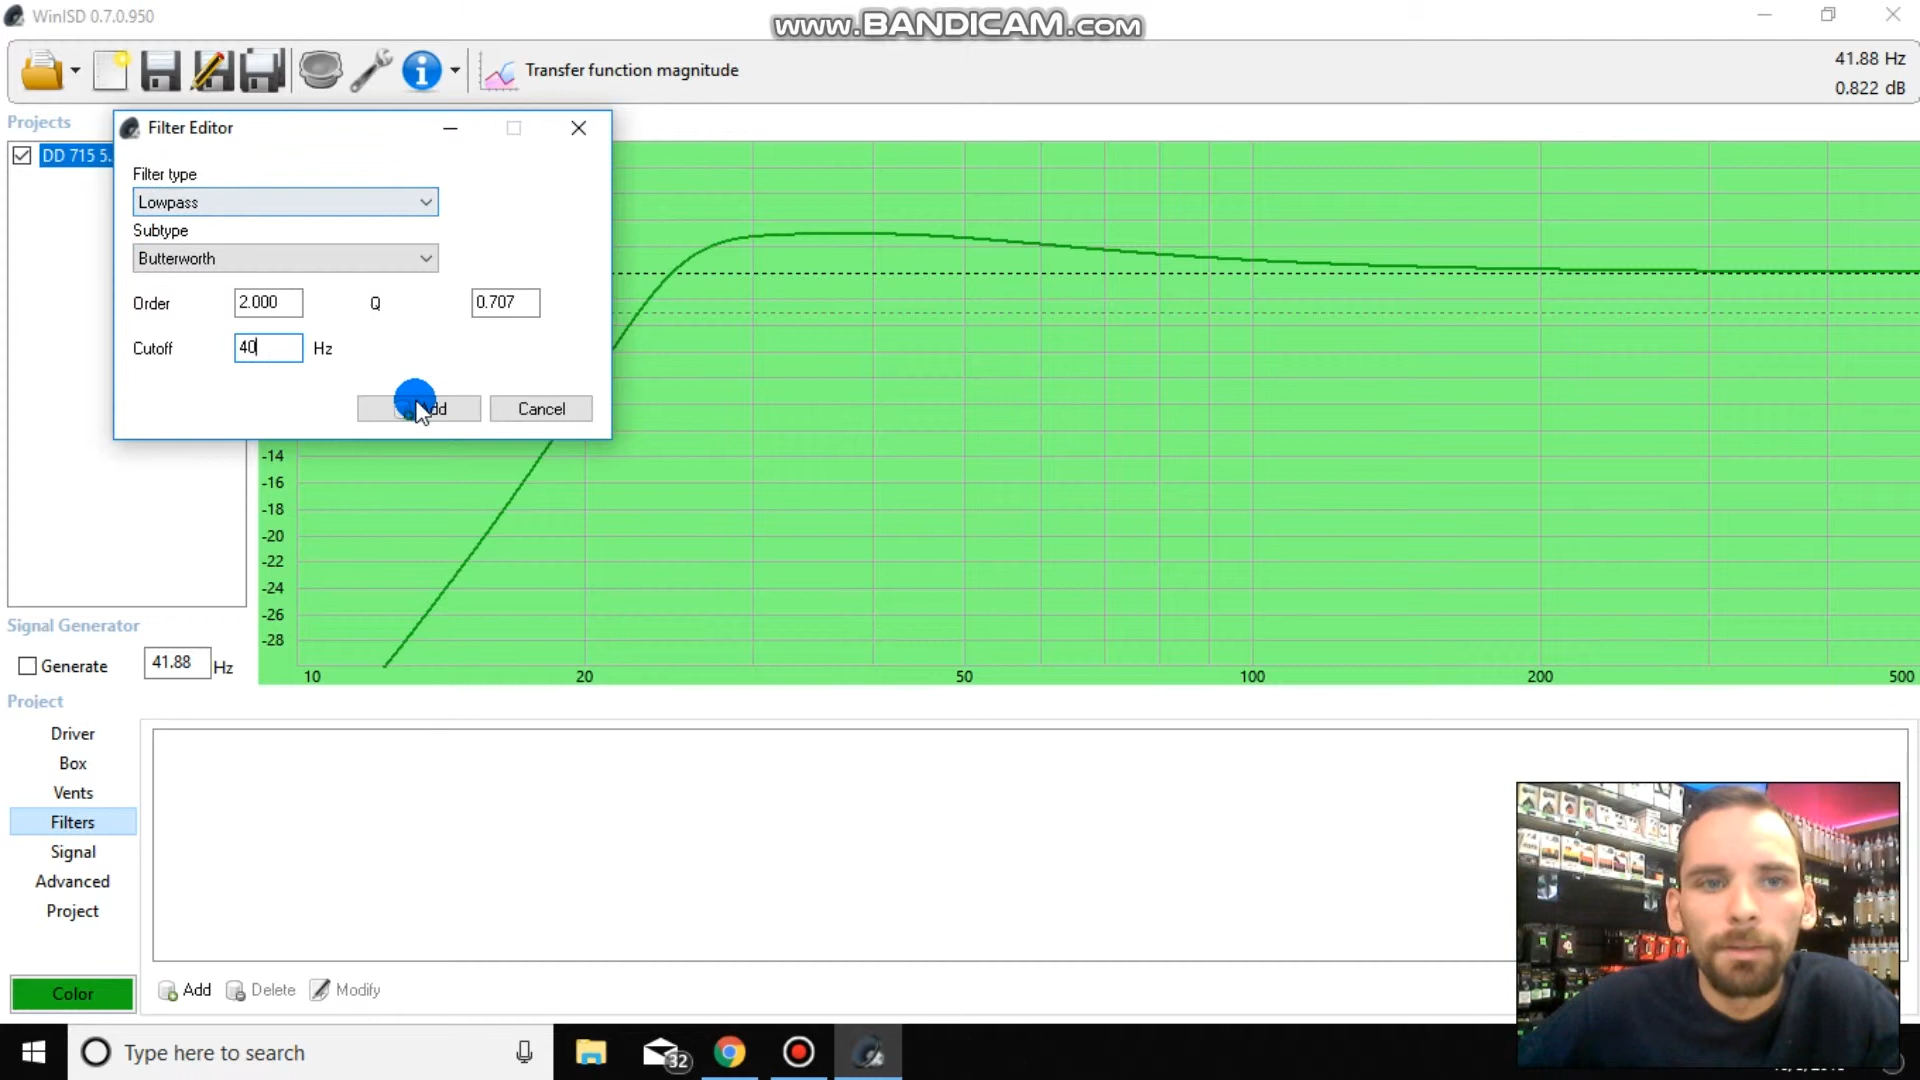 WinISD 0.7.0.950
www.BANDICAM.com
Transfer function magnitude
41.88 Hz
0.822 dB
Projects
DD 715 5.
Filter Editor
Filter type
Lowpass
Subtype
Butterworth
Order 2.000 Q 0.707
Cutoff 40 Hz
Cancel
-14
-16
-18
-20
-22
-24
-26
-28
10 20 50 100 200 500
Signal Generator
Generate 41.88 Hz
Project
Driver
Box
Vents
Filters
Signal
Advanced
Project
Color
Add Delete Modify
Type here to search
32